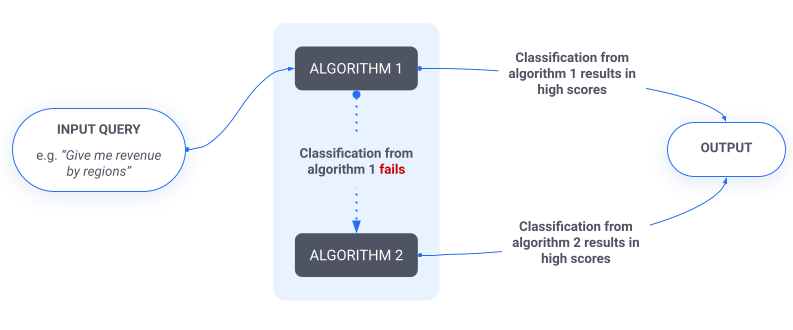 INPUT QUERY
e.g. “Give me revenue
by regions“
ALGORITHM 1
Classification from
algorithm 1 fails
ALGORITHM 2
Classification from
algorithm 1 results in
high scores
Classification from
algorithm 2 results in
high scores
OUTPUT